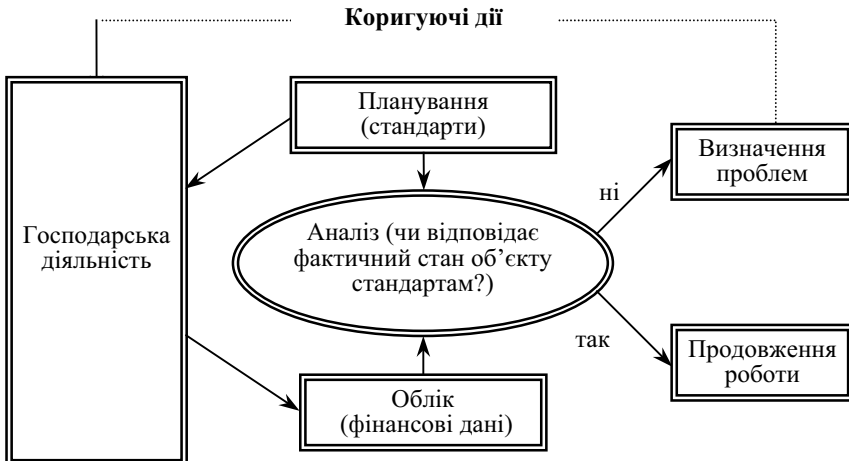 Коригуючі дії
Планування
(стандарти)
Визначення
проблем
ні
Господарська
діяльність
Аналіз (чи відповідає
фактичний стан об’єкту
стандартам?)
так
Продовження
роботи
Облік
(фінансові дані)